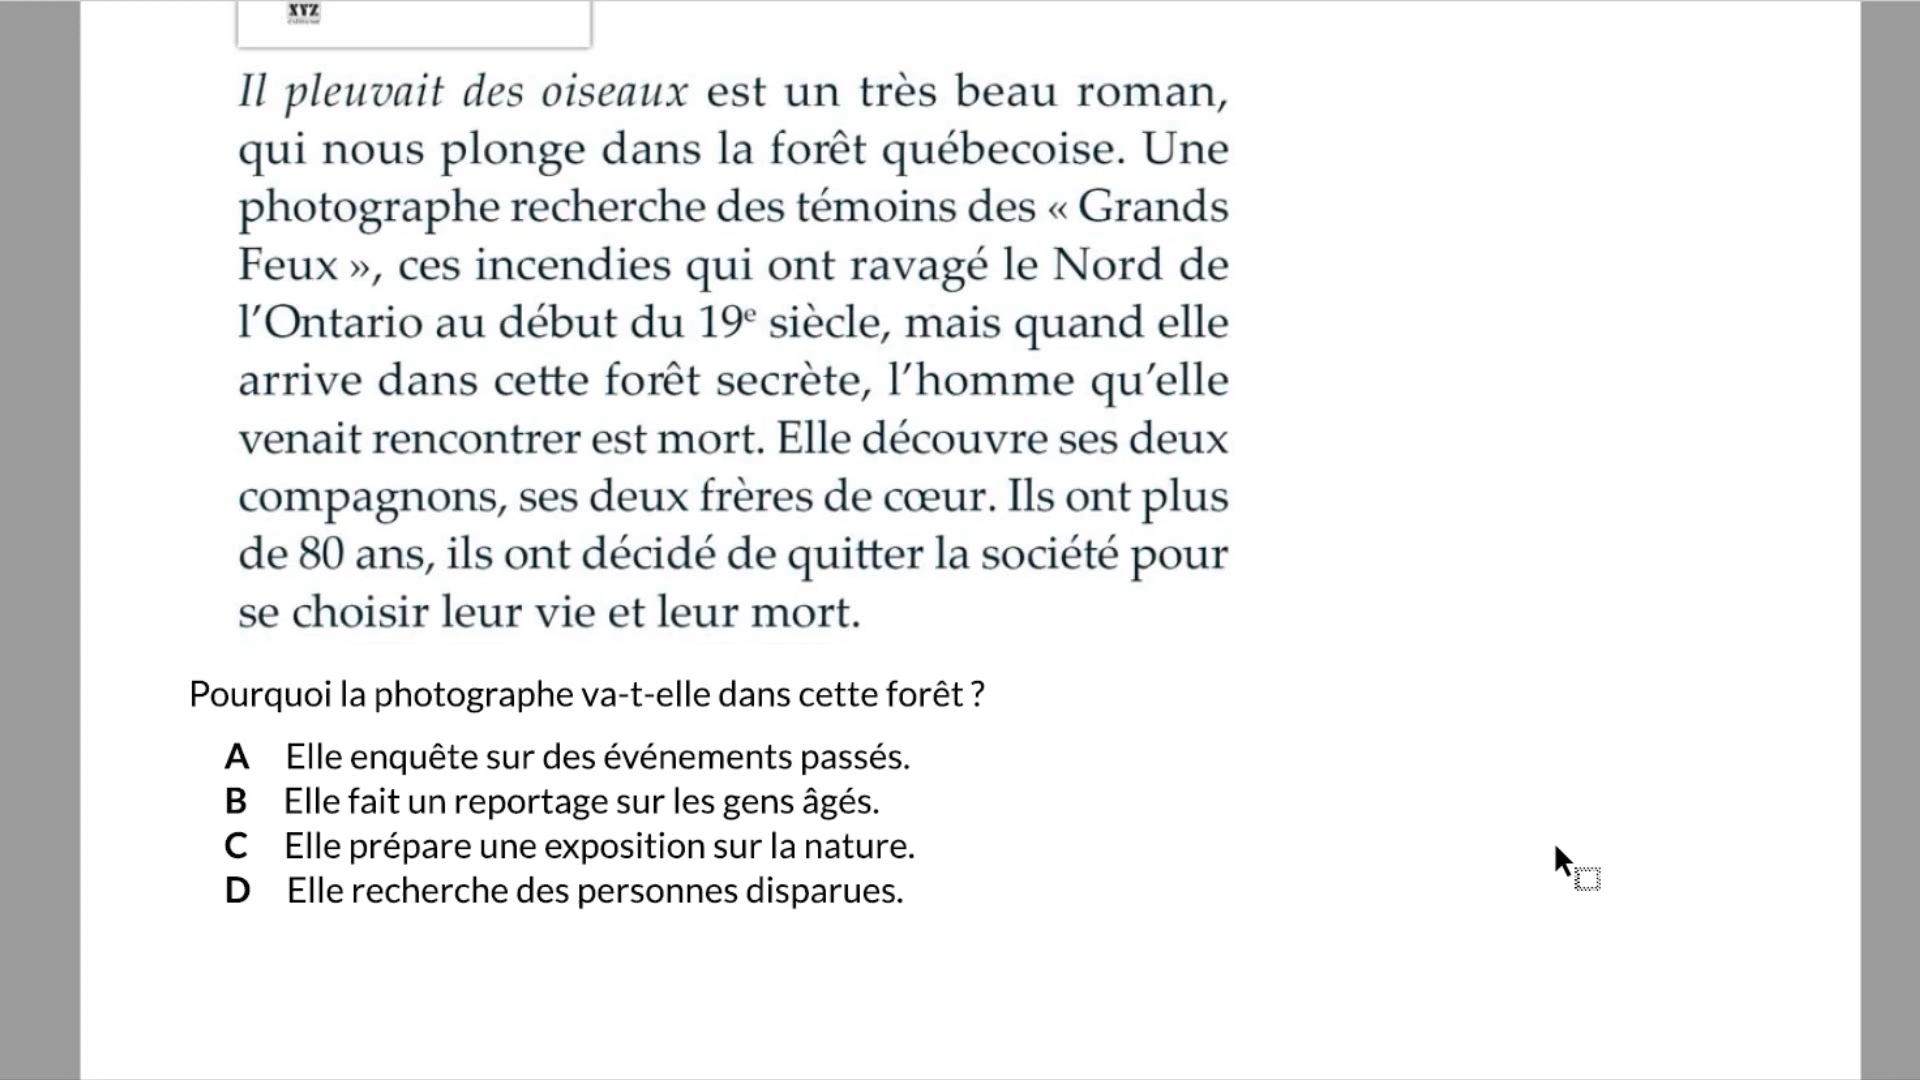 XYZ
Il pleuvait des oiseaux est un très beau roman,
qui nous plonge dans la forêt québecoise. Une
photographe recherche des témoins des « Grands
Feux », ces incendies qui ont ravagé le Nord de
l'Ontario au début du 19e siècle, mais quand elle
arrive dans cette forêt secrète, l'homme qu'elle
venait rencontrer est mort. Elle découvre ses deux
compagnons, ses deux frères de cœur. Ils ont plus
de 80 ans, ils ont décidé de quitter la société pour
se choisir leur vie et leur mort.
Pourquoi la photographe va-t-elle dans cette forêt ?
A Elle enquête sur des événements passés.
B Elle fait un reportage sur les gens âgés.
C Elle prépare une exposition sur la nature.
D Elle recherche des personnes disparues.